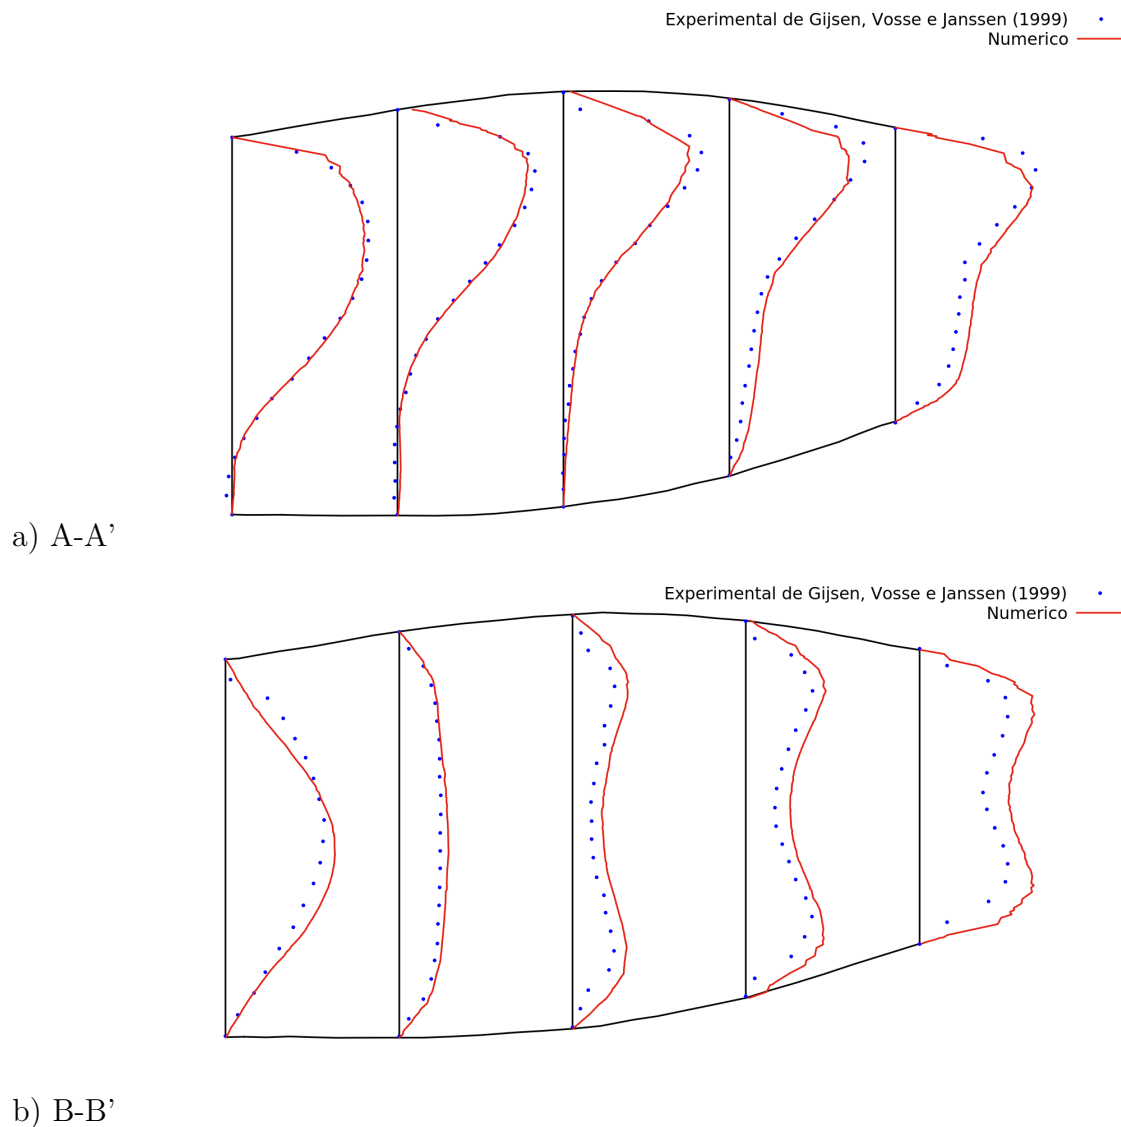 Experimental de Gijsen, Vosse e Janssen (1999)
Numerico
a) A-A’
Experimental de Gijsen, Vosse e Janssen (1999)
Numerico
b) B-B’